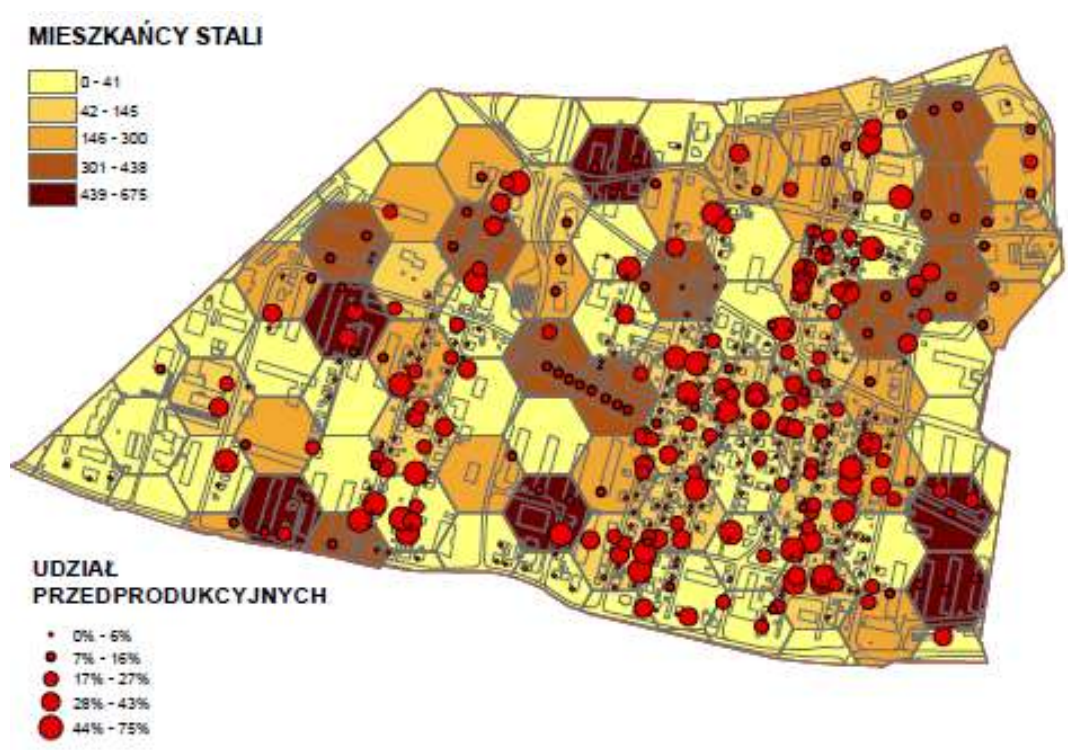 MIESZKAŃCY STALI
0 - 41
42 - 145
146 - 300
301 - 438
439 - 675
UDZIAŁ
PRZEDPRODUKCYJNYCH
0% - 6%
7% - 16%
17% - 27%
28% - 43%
44% - 75%